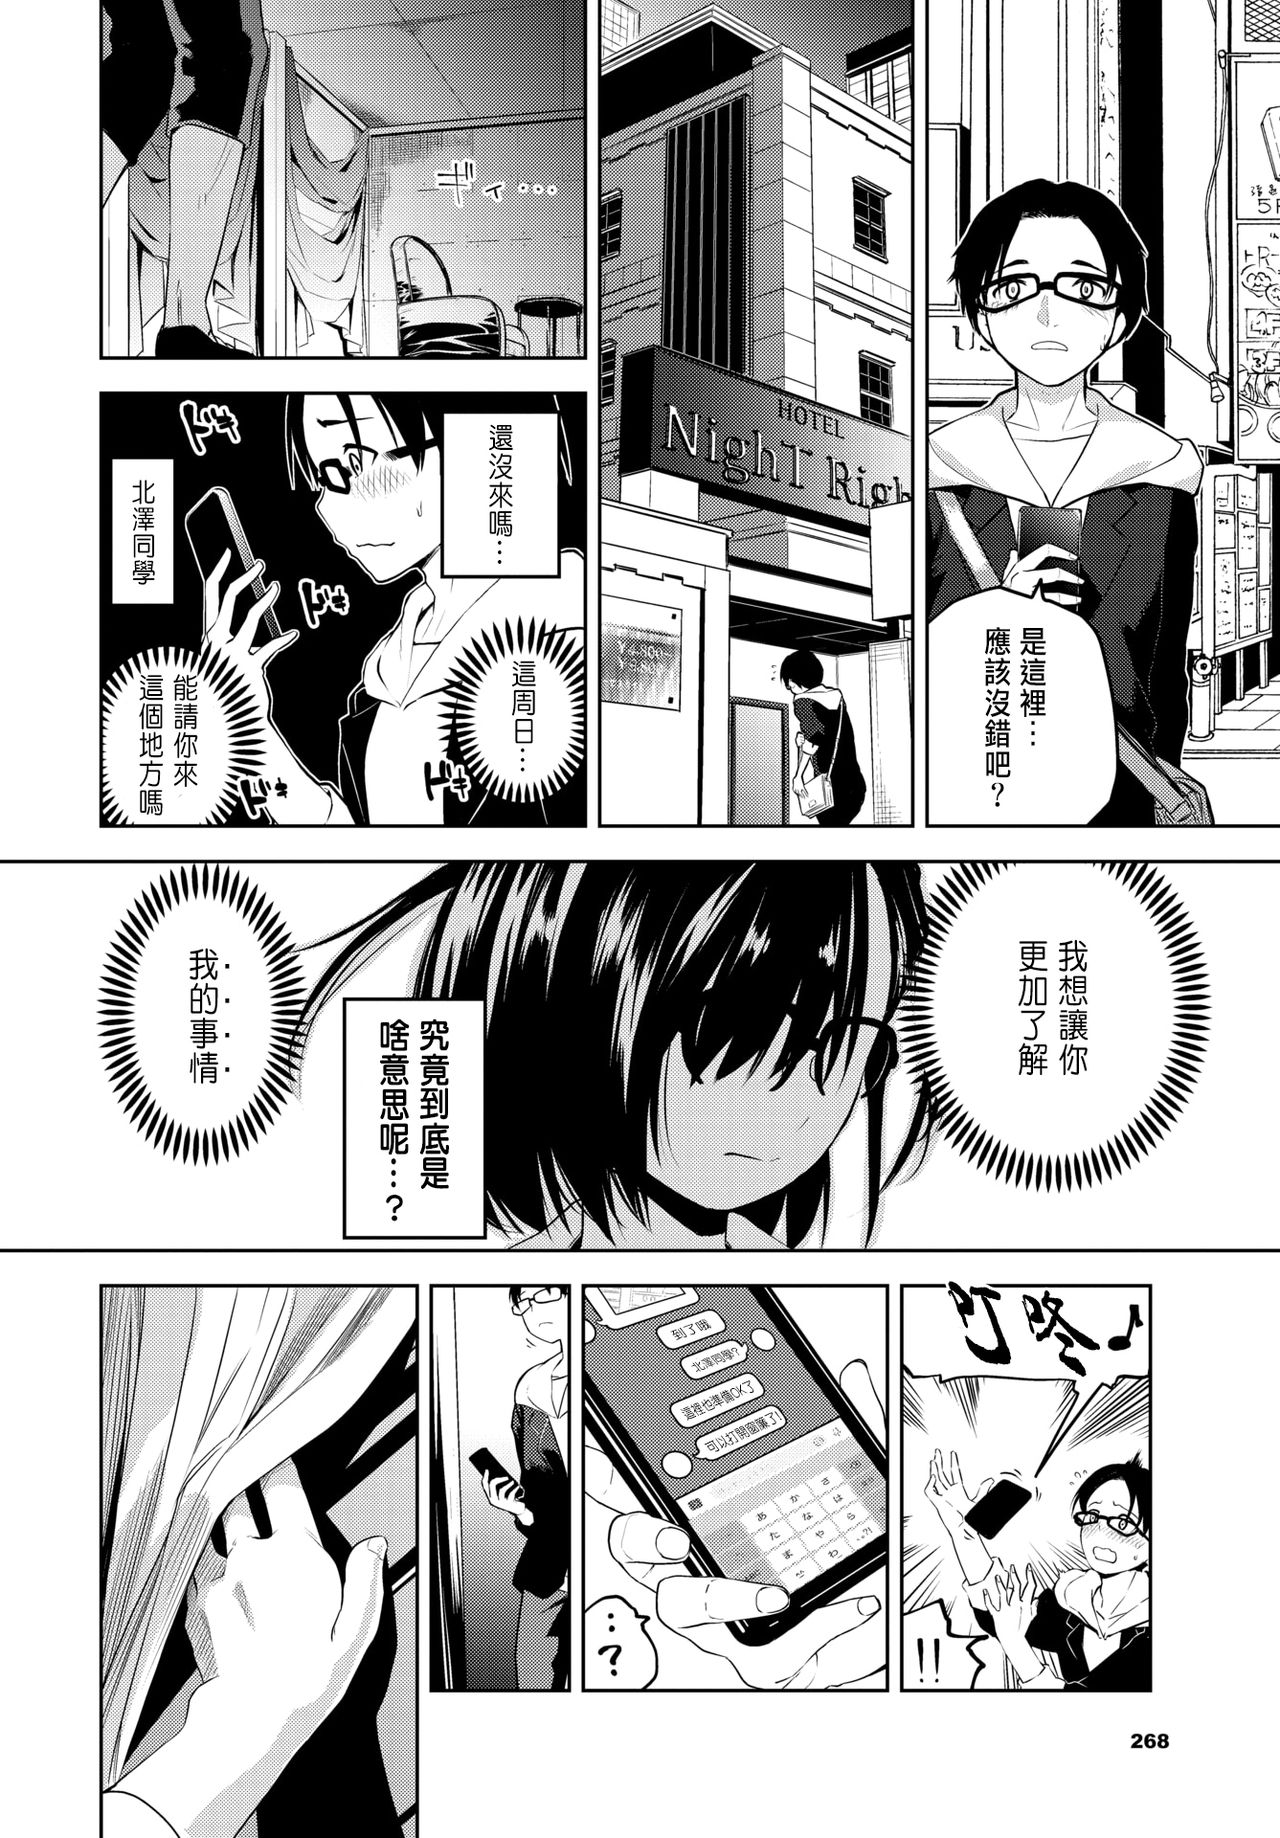 是這裡…
應該沒錯吧？
HOTEL
NighT Righ
¥4.800
ギィ…
還沒來嗎…
北澤同學
ドキ
ドキ
ドキ
ドキ
這周日…
能請你來
這個地方嗎
我想讓你
更加了解
我的事情
究竟到底是
啥意思呢…？
叮咚♪
!!
到了哦
北澤同學?
這裡也準備OK了
可以打開窗簾了!
あ か さ
た な は
ま や ら
わ 、。?!
…?
268